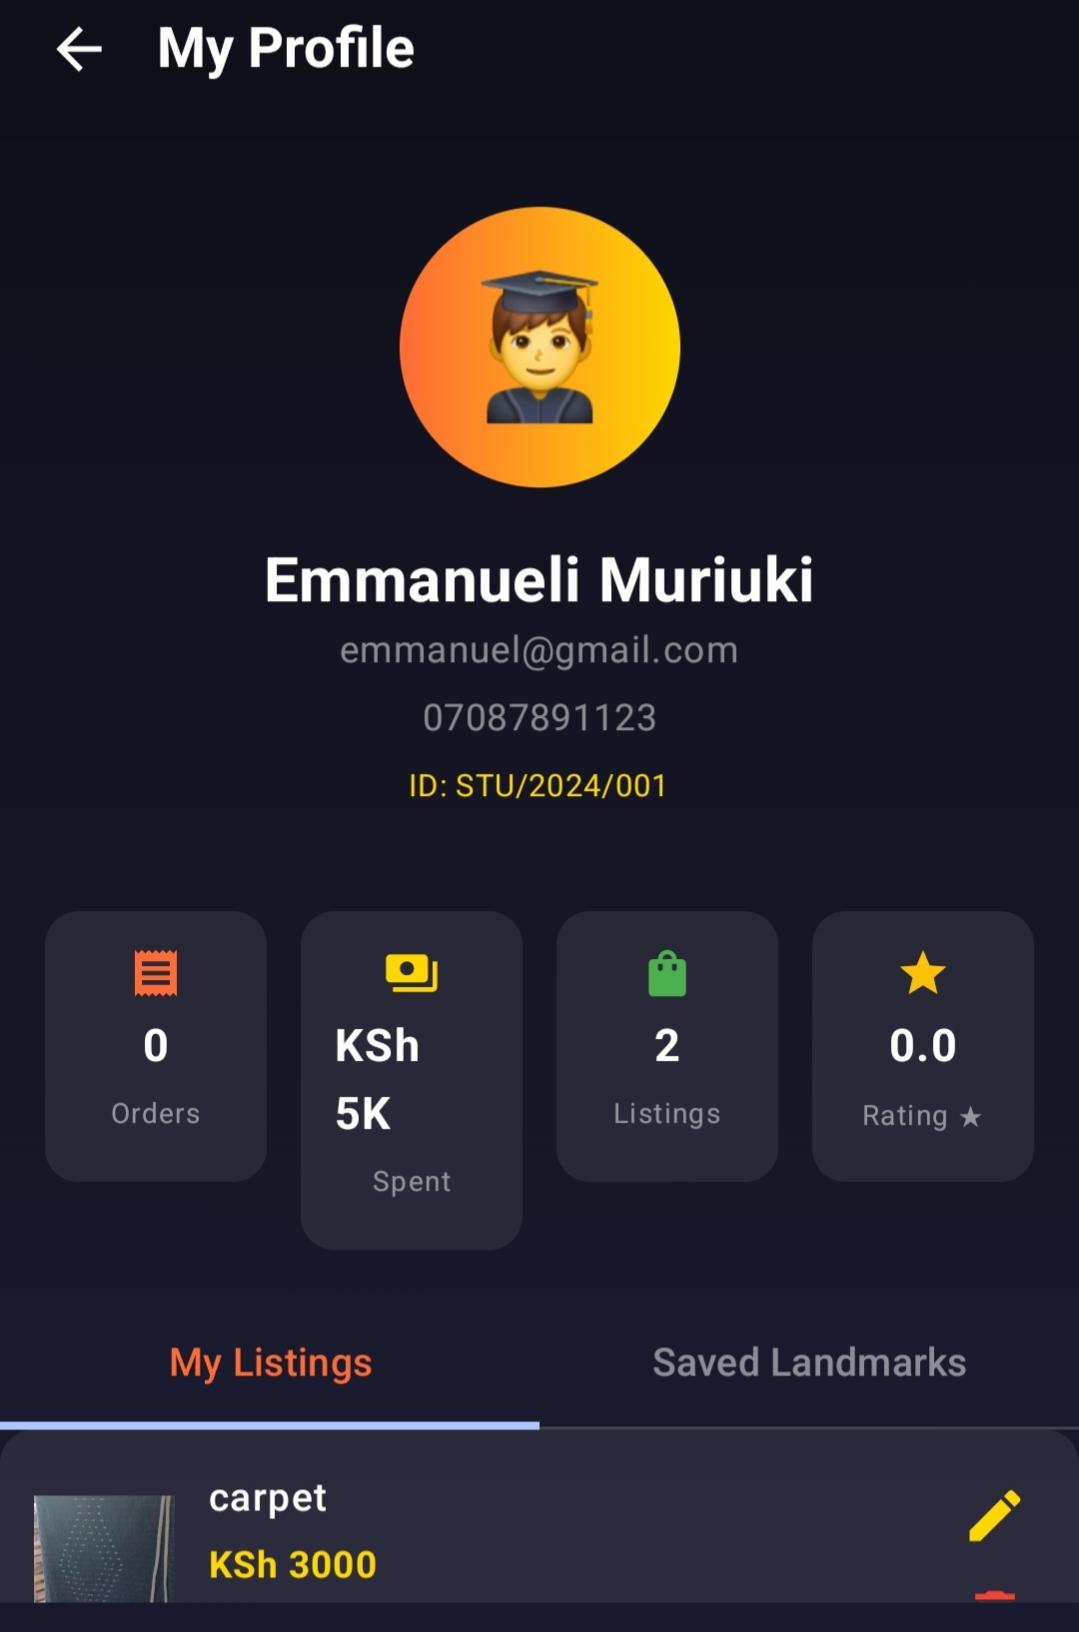 My Profile
Emmanueli Muriuki
emmanuel@gmail.com
07087891123
ID: STU/2024/001
0
Orders
KSh
5K
Spent
2
Listings
0.0
Rating ★
My Listings
Saved Landmarks
carpet
KSh 3000